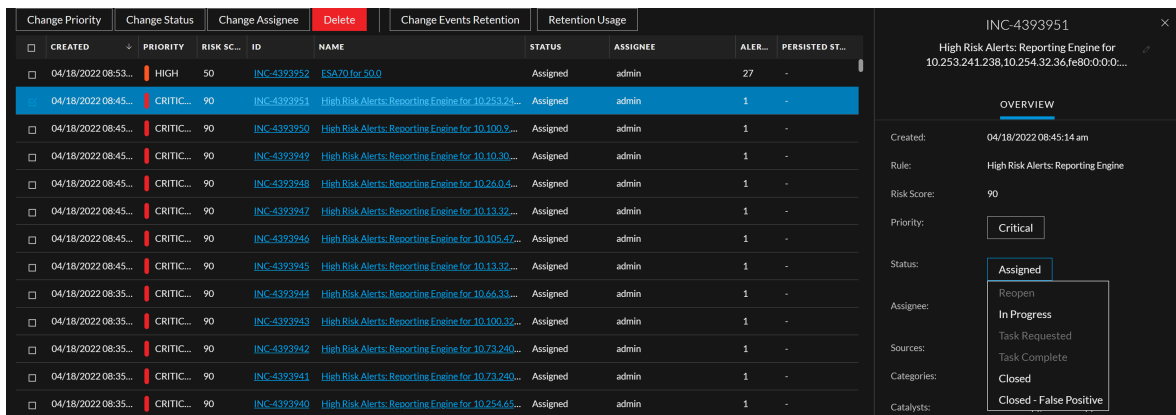 Change Priority Change Status Change Assignee Delete Change Events Retention Retention Usage
CREATED PRIORITY RISK SC... ID NAME STATUS ASSIGNEE ALER... PERSISTED ST...
04/18/2022 08:53... HIGH 50 INC-4393952 ESA70 for 50.0 Assigned admin 27 -
04/18/2022 08:45... CRITIC... 90 INC-4393951 High Risk Alerts: Reporting Engine for 10.253.24... Assigned admin 1 -
04/18/2022 08:45... CRITIC... 90 INC-4393950 High Risk Alerts: Reporting Engine for 10.100.9.... Assigned admin 1 -
04/18/2022 08:45... CRITIC... 90 INC-4393949 High Risk Alerts: Reporting Engine for 10.10.30.... Assigned admin 1 -
04/18/2022 08:45... CRITIC... 90 INC-4393948 High Risk Alerts: Reporting Engine for 10.26.0.4... Assigned admin 1 -
04/18/2022 08:45... CRITIC... 90 INC-4393947 High Risk Alerts: Reporting Engine for 10.13.32.... Assigned admin 1 -
04/18/2022 08:45... CRITIC... 90 INC-4393946 High Risk Alerts: Reporting Engine for 10.105.47... Assigned admin 1 -
04/18/2022 08:45... CRITIC... 90 INC-4393945 High Risk Alerts: Reporting Engine for 10.13.32.... Assigned admin 1 -
04/18/2022 08:35... CRITIC... 90 INC-4393944 High Risk Alerts: Reporting Engine for 10.66.33.... Assigned admin 1 -
04/18/2022 08:35... CRITIC... 90 INC-4393943 High Risk Alerts: Reporting Engine for 10.100.32... Assigned admin 1 -
04/18/2022 08:35... CRITIC... 90 INC-4393942 High Risk Alerts: Reporting Engine for 10.73.240... Assigned admin 1 -
04/18/2022 08:35... CRITIC... 90 INC-4393941 High Risk Alerts: Reporting Engine for 10.73.240... Assigned admin 1 -
04/18/2022 08:35... CRITIC... 90 INC-4393940 High Risk Alerts: Reporting Engine for 10.254.65... Assigned admin 1 -
INC-4393951
High Risk Alerts: Reporting Engine for
10.253.241.238,10.254.32.36,fe80:0:0:0:...
OVERVIEW
Created: 04/18/2022 08:45:14 am
Rule: High Risk Alerts: Reporting Engine
Risk Score: 90
Priority: Critical
Status: Assigned
Reopen
Assignee:
In Progress
Task Requested
Sources:
Task Complete
Categories: Closed
Closed - False Positive
Catalysts: